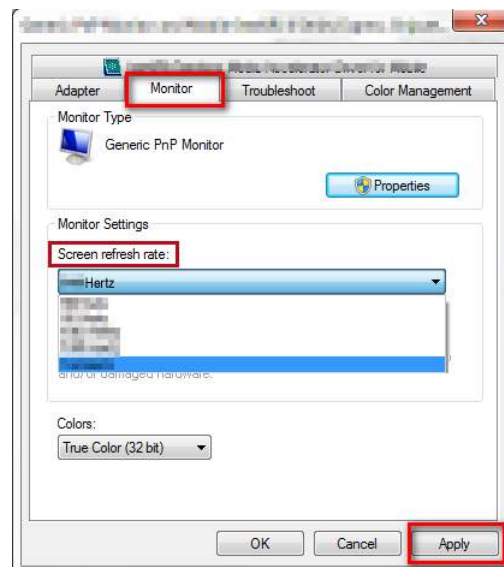 Adapter Monitor Troubleshoot Color Management
Monitor Type
Generic PnP Monitor
Properties
Monitor Settings
Screen refresh rate:
Hertz
and/or damaged hardware.
Colors:
True Color (32 bit)
OK Cancel Apply